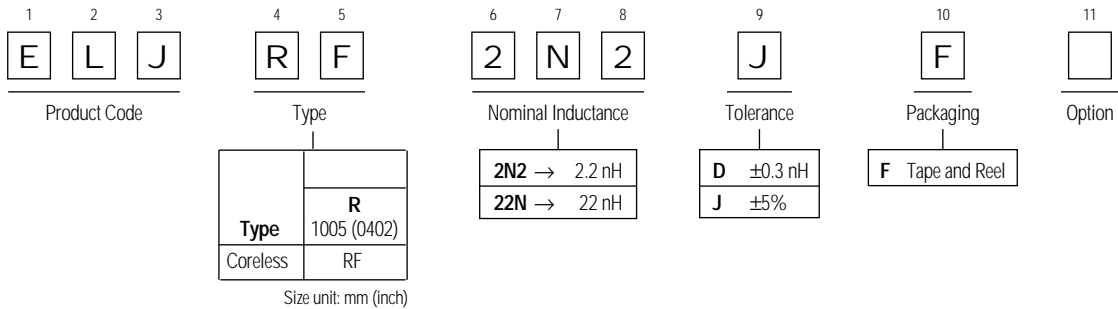 1 2 3 4 5 6 7 8 9 10 11
E L J R F 2 N 2 J F
Product Code Type Nominal Inductance Tolerance Packaging Option
2N2 → 2.2 nH
22N → 22 nH
D ±0.3 nH
J ±5%
F Tape and Reel
Type R
1005 (0402)
Coreless RF
Size unit: mm (inch)